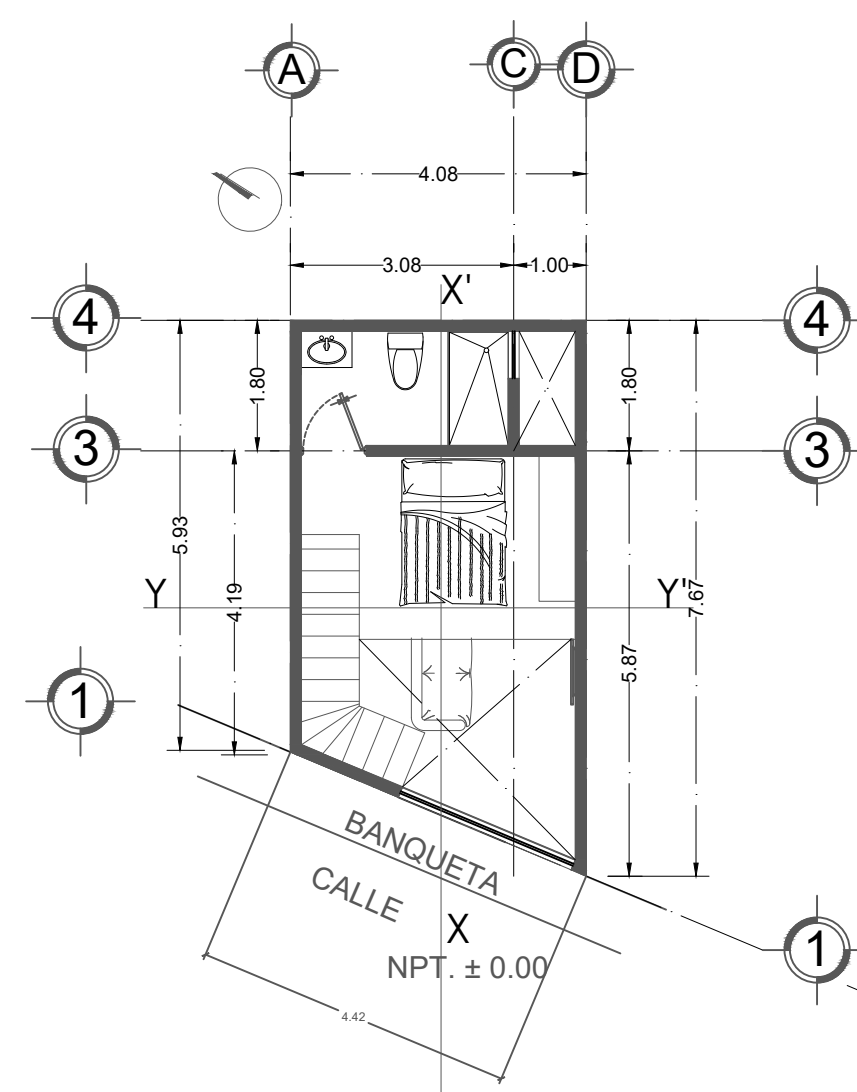 A
C
D
4.08
3.08
1.00
X'
4
4
1.80
1.80
3
3
5.93
4.19
Y
Y'
7.67
5.87
1
BANQUETA
CALLE
X
NPT. ± 0.00
1
4.42